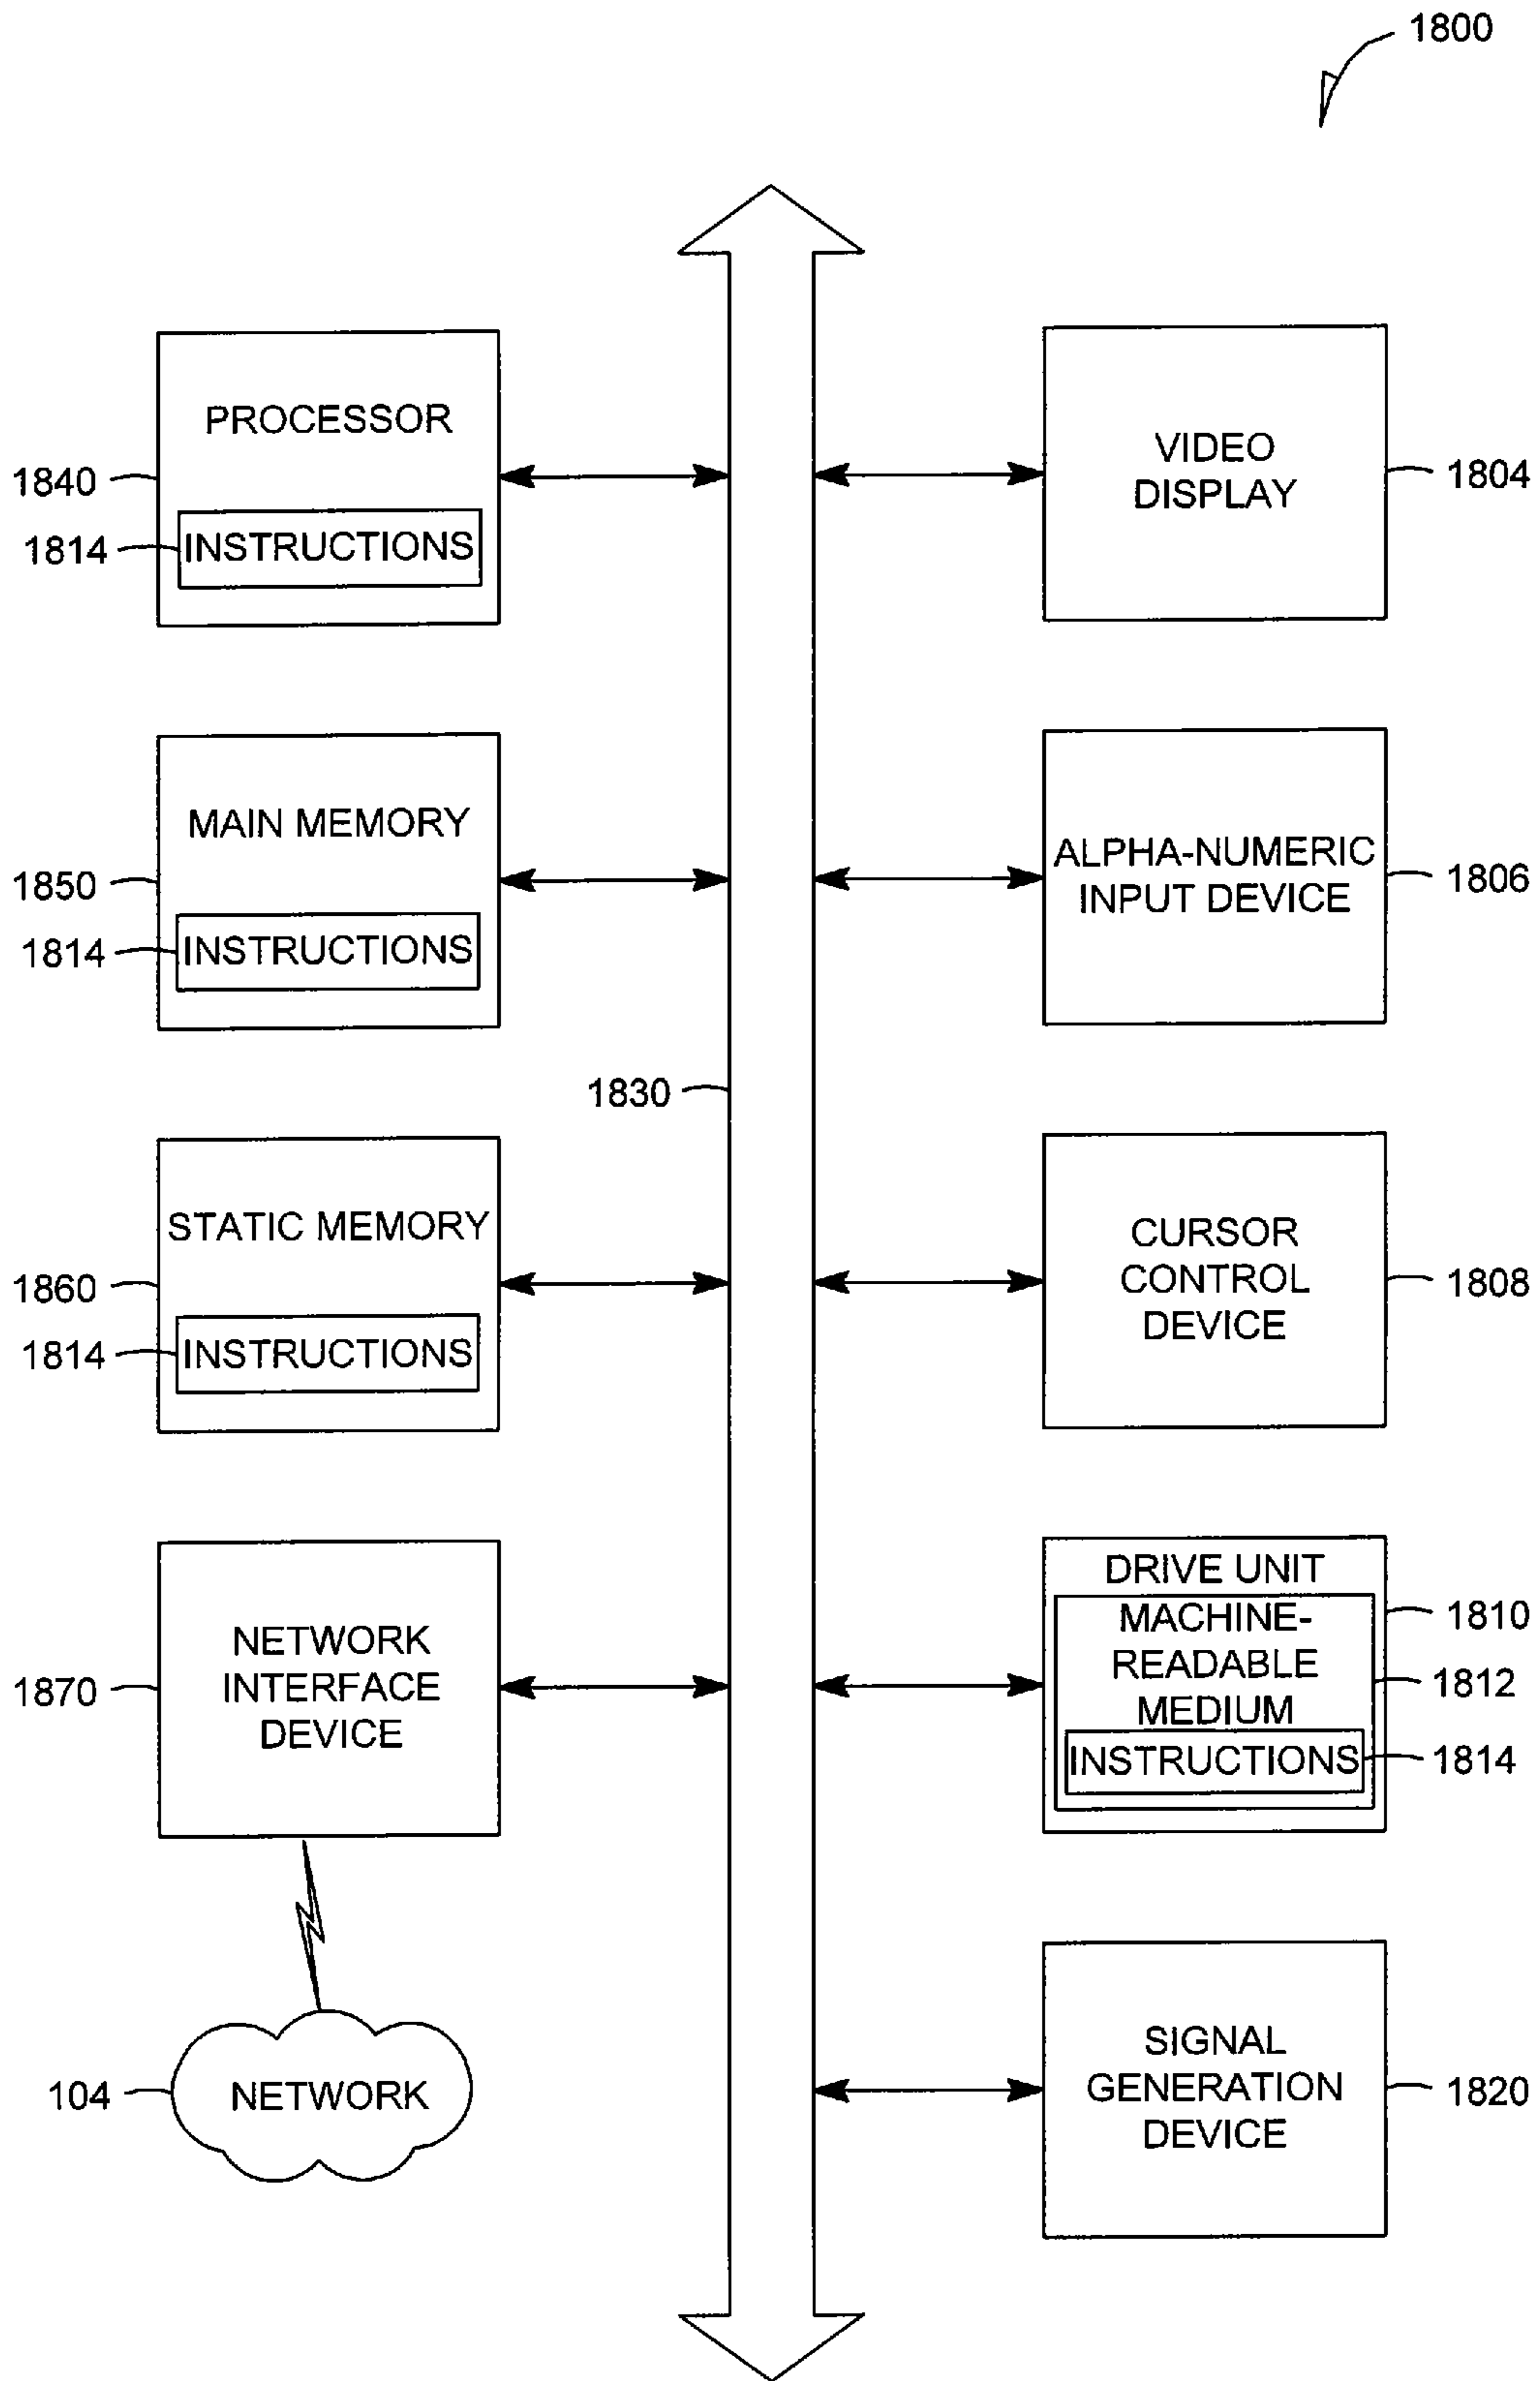 1800
PROCESSOR
1840
1814
INSTRUCTIONS
VIDEO
DISPLAY
1804
MAIN MEMORY
1850
1814
INSTRUCTIONS
ALPHA-NUMERIC
INPUT DEVICE
1806
1830
STATIC MEMORY
1860
1814
INSTRUCTIONS
CURSOR
CONTROL
DEVICE
1808
NETWORK
INTERFACE
DEVICE
1870
DRIVE UNIT
1810
MACHINE-
READABLE
MEDIUM
1812
INSTRUCTIONS
1814
104
NETWORK
SIGNAL
GENERATION
DEVICE
1820